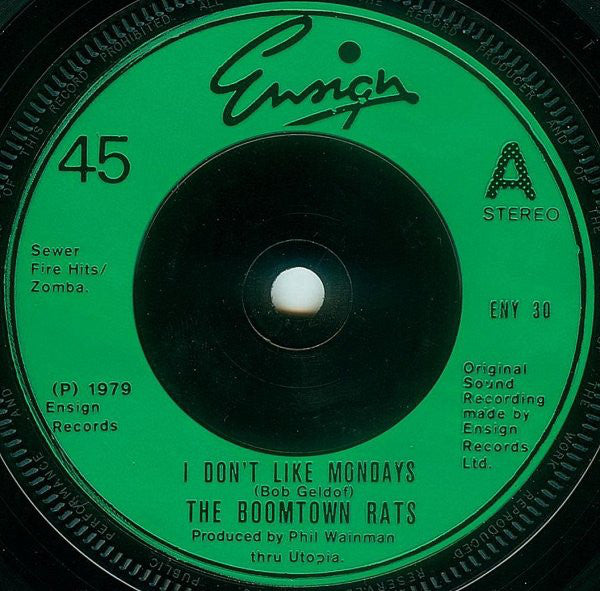 Ensign
45
A
STEREO
Sewer
Fire Hits/
Zomba.
ENY 30
(P) 1979
Ensign
Records
Original
Sound
Recording
made by
Ensign
Records
Ltd.
I DON'T LIKE MONDAYS
(Bob Geldof)
THE BOOMTOWN RATS
Produced by Phil Wainman
thru Utopia.